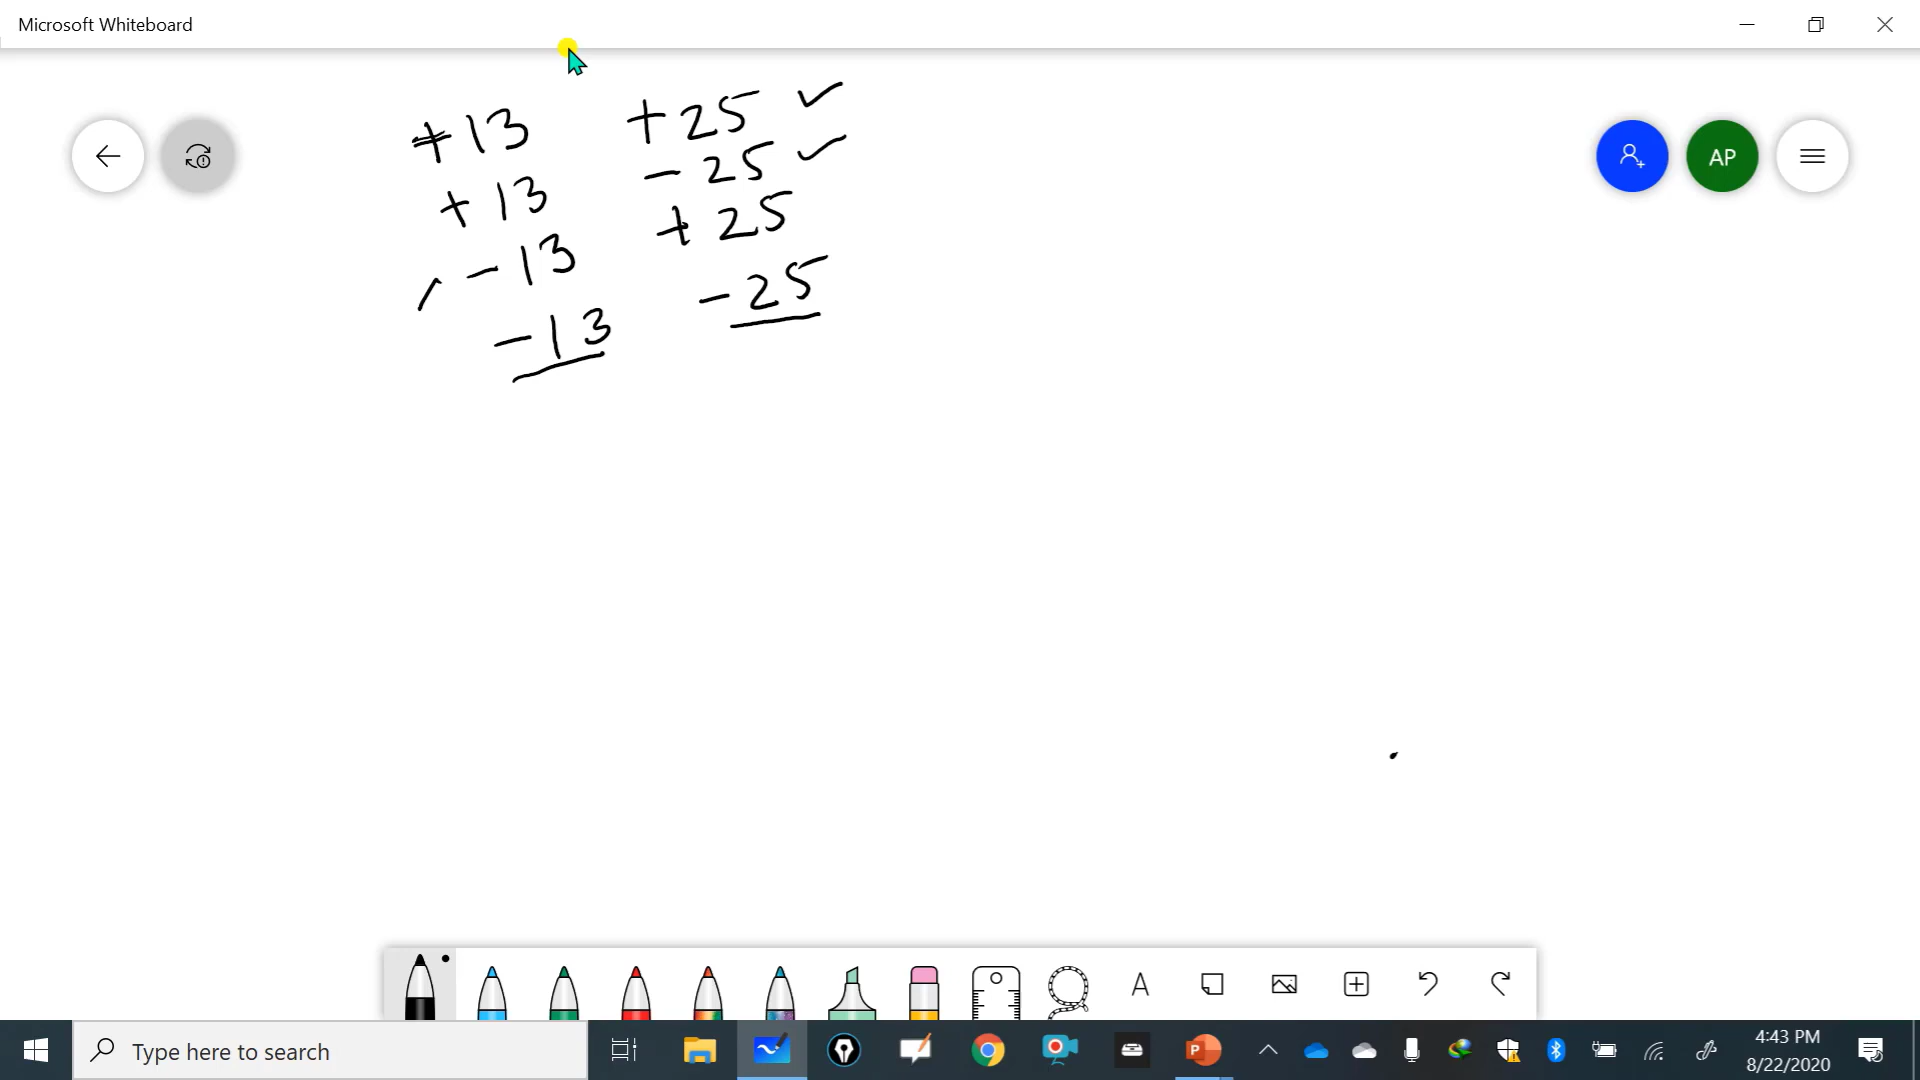 Microsoft Whiteboard
+13 +25 ✓
+13 -25 ✓
-13 +25
-13 -25
AP
A
Type here to search
P
4:43 PM
8/22/2020